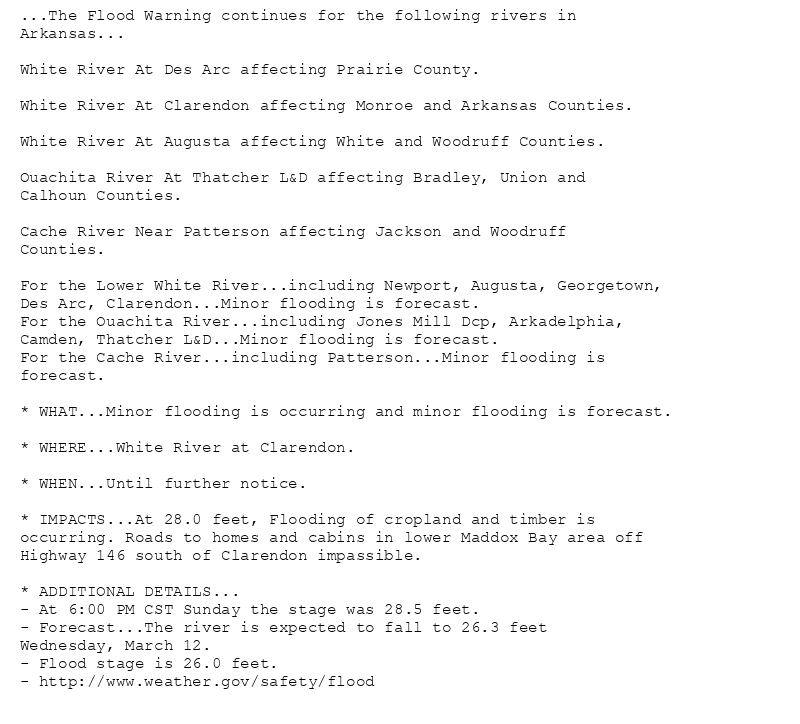 ...The Flood Warning continues for the following rivers in
Arkansas...
White River At Des Arc affecting Prairie County.
White River At Clarendon affecting Monroe and Arkansas Counties.
White River At Augusta affecting White and Woodruff Counties.
Ouachita River At Thatcher L&D affecting Bradley, Union and
Calhoun Counties.
Cache River Near Patterson affecting Jackson and Woodruff
Counties.
For the Lower White River...including Newport, Augusta, Georgetown,
Des Arc, Clarendon...Minor flooding is forecast.
For the Ouachita River...including Jones Mill Dcp, Arkadelphia,
Camden, Thatcher L&D...Minor flooding is forecast.
For the Cache River...including Patterson...Minor flooding is
forecast.
* WHAT...Minor flooding is occurring and minor flooding is forecast.
* WHERE...White River at Clarendon.
* WHEN...Until further notice.
* IMPACTS...At 28.0 feet, Flooding of cropland and timber is
occurring. Roads to homes and cabins in lower Maddox Bay area off
Highway 146 south of Clarendon impassible.
* ADDITIONAL DETAILS...
- At 6:00 PM CST Sunday the stage was 28.5 feet.
- Forecast...The river is expected to fall to 26.3 feet
Wednesday, March 12.
- Flood stage is 26.0 feet.
- http://www.weather.gov/safety/flood